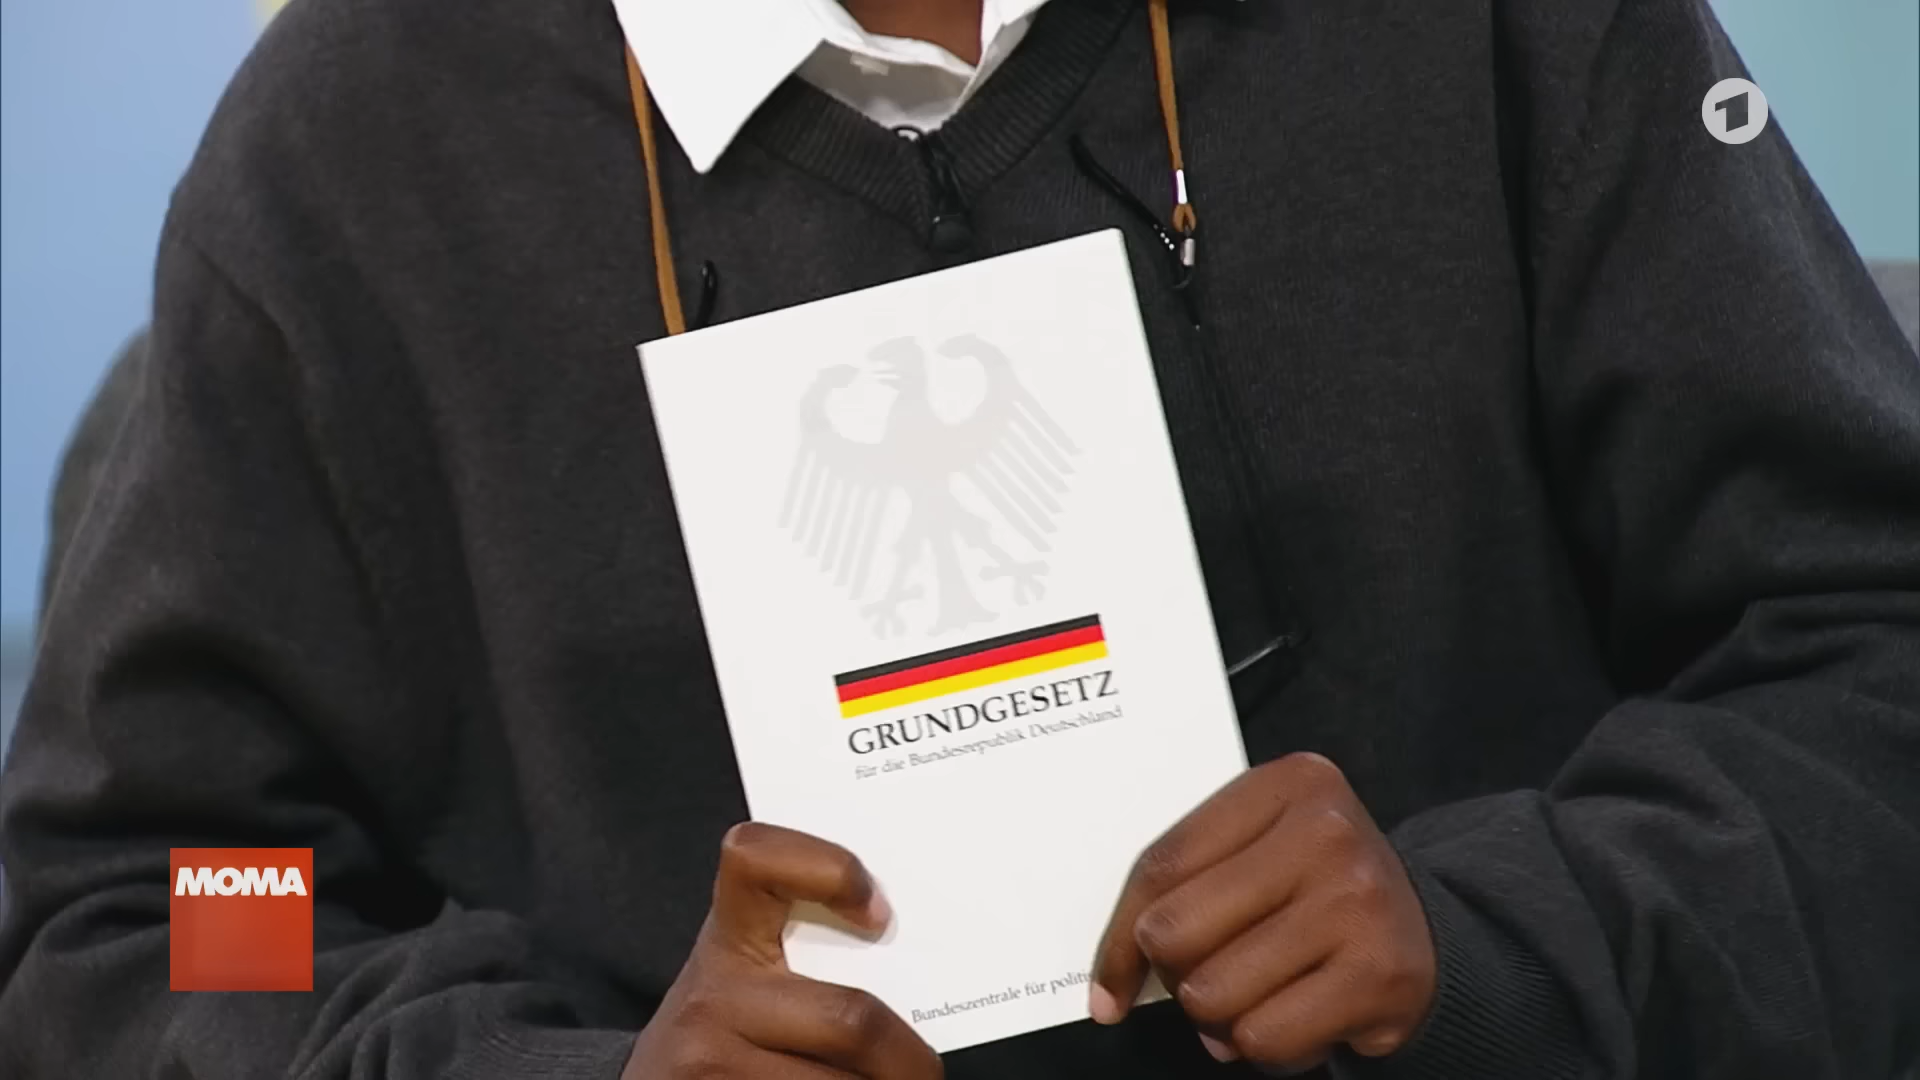 GRUNDGESETZ
für die Bundesrepublik Deutschland
Bundeszentrale für politi
MOMA